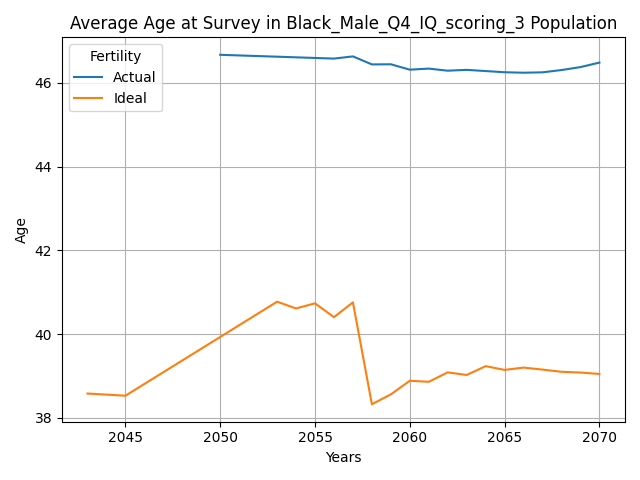 Average Age at Survey in Black_Male_Q4_IQ_scoring_3 Population
Fertility
Actual
Ideal
46
44
42
40
38
Age
2045 2050 2055 2060 2065 2070
Years